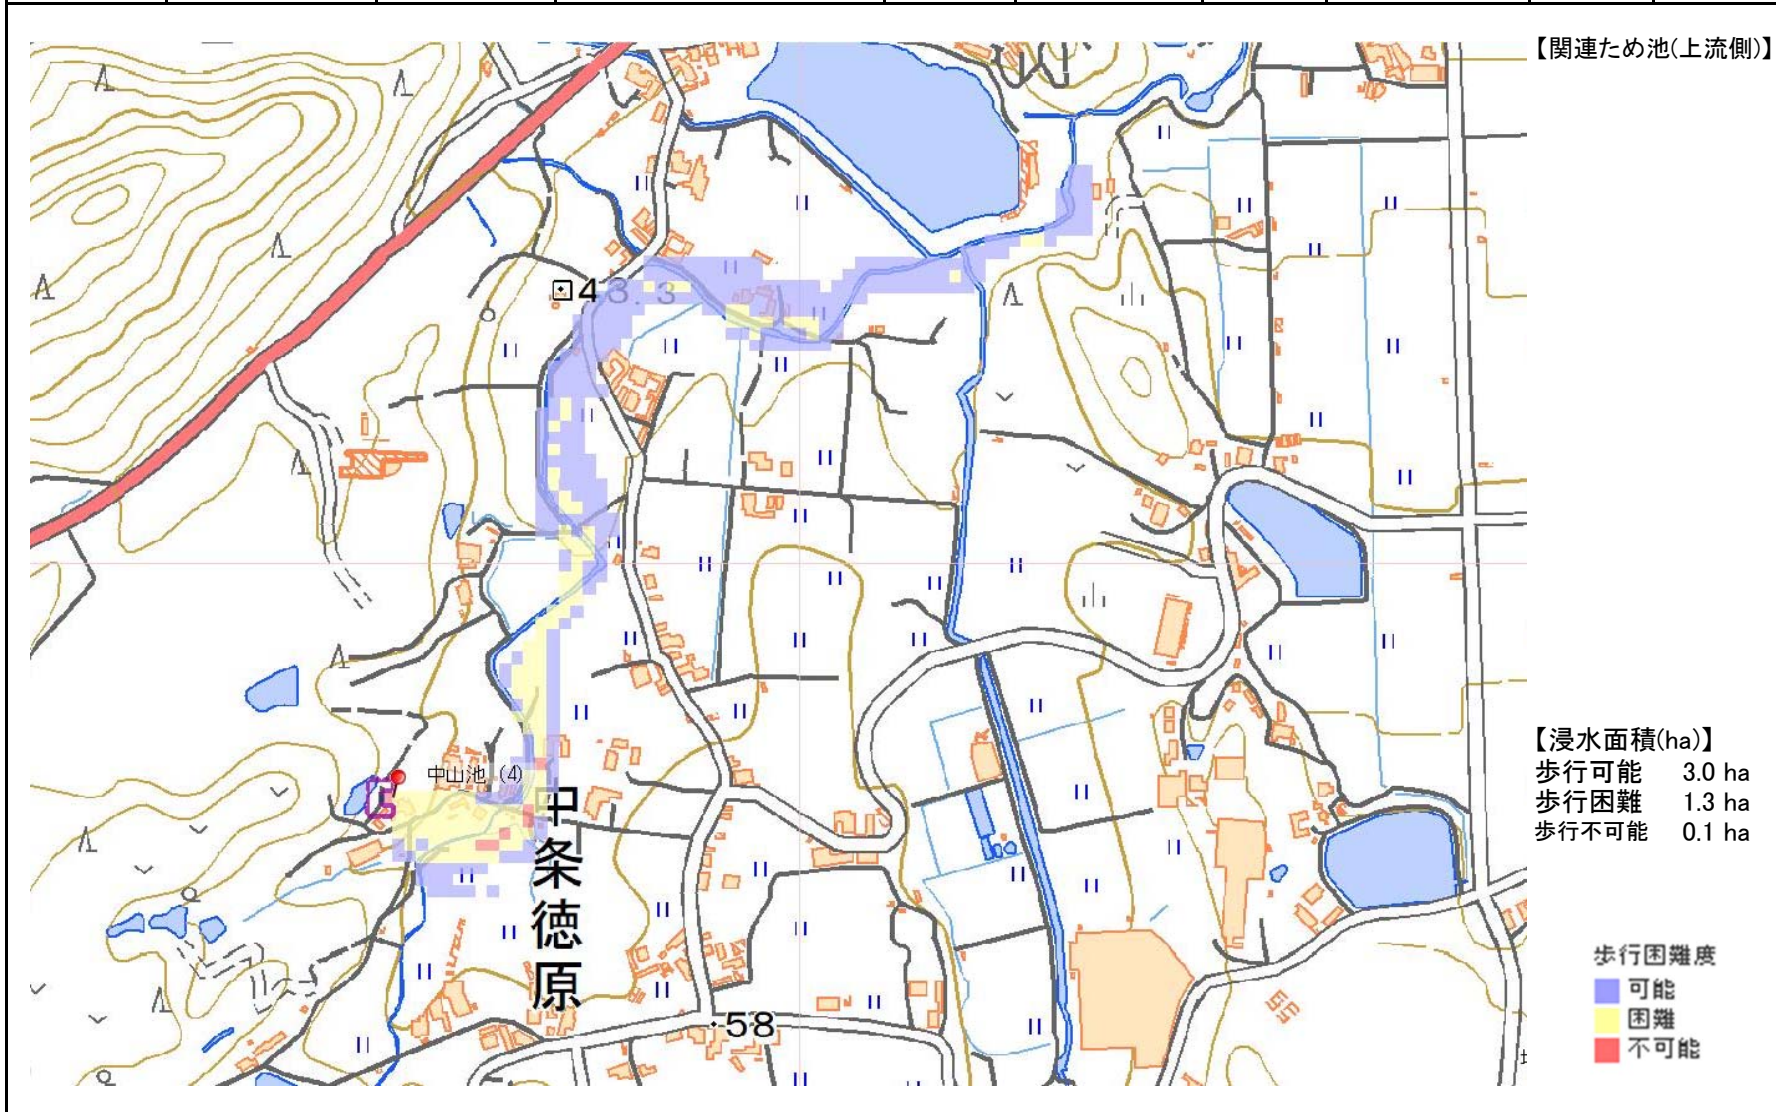 【関連ため池(上流側)】
43.3
中山池 (4)
中条徳原
58
【浸水面積(ha)】
歩行可能 3.0 ha
歩行困難 1.3 ha
歩行不可能 0.1 ha
歩行困難度
可能
困難
不可能